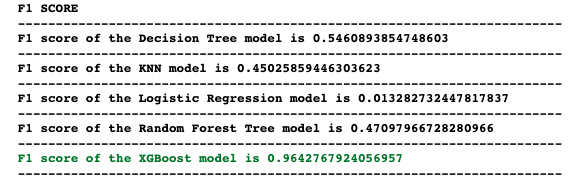 F1 SCORE
------------------------------------------------------------------------
F1 score of the Decision Tree model is 0.5460893854748603
------------------------------------------------------------------------
F1 score of the KNN model is 0.45025859446303623
------------------------------------------------------------------------
F1 score of the Logistic Regression model is 0.013282732447817837
------------------------------------------------------------------------
F1 score of the Random Forest Tree model is 0.47097966728280966
------------------------------------------------------------------------
F1 score of the XGBoost model is 0.9642767924056957
------------------------------------------------------------------------